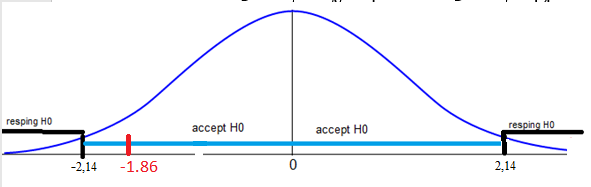 resping H0
accept H0
accept H0
resping H0
-2,14
-1.86
0
2,14